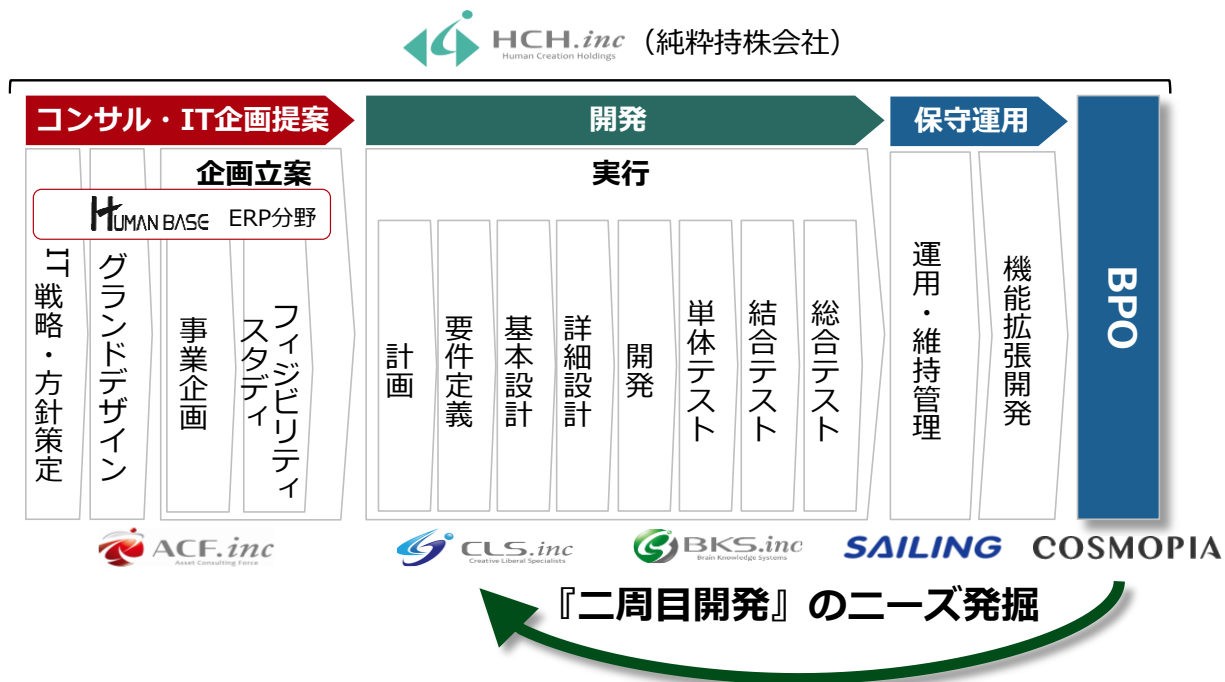 HCH.inc（純粋持株会社）
Human Creation Holdings
コンサル・IT企画提案
開発
保守運用
BPO
企画立案
実行
HUMAN BASE ERP分野
IT戦略・方針策定
グランドデザイン
事業企画
フィジビリティ
スタディ
計画
要件定義
基本設計
詳細設計
開発
単体テスト
結合テスト
総合テスト
運用・維持管理
機能拡張開発
ACF.inc
Asset Consulting Force
CLS.inc
Creative Liberal Specialists
BKS.inc
Brain Knowledge Systems
SAILING
COSMOPIA
『二周目開発』のニーズ発掘